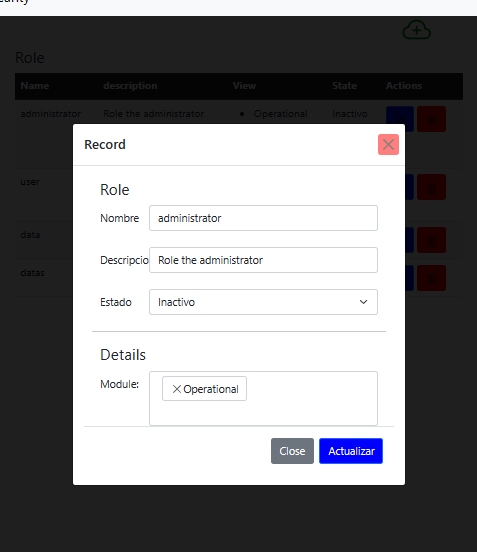 Role
Name description View State Actions
administrator Role the administrator • Operational Inactivo
user
data
datas
Record
Role
Nombre administrator
Descripcio Role the administrator
Estado Inactivo
Details
Module: Operational
Close Actualizar